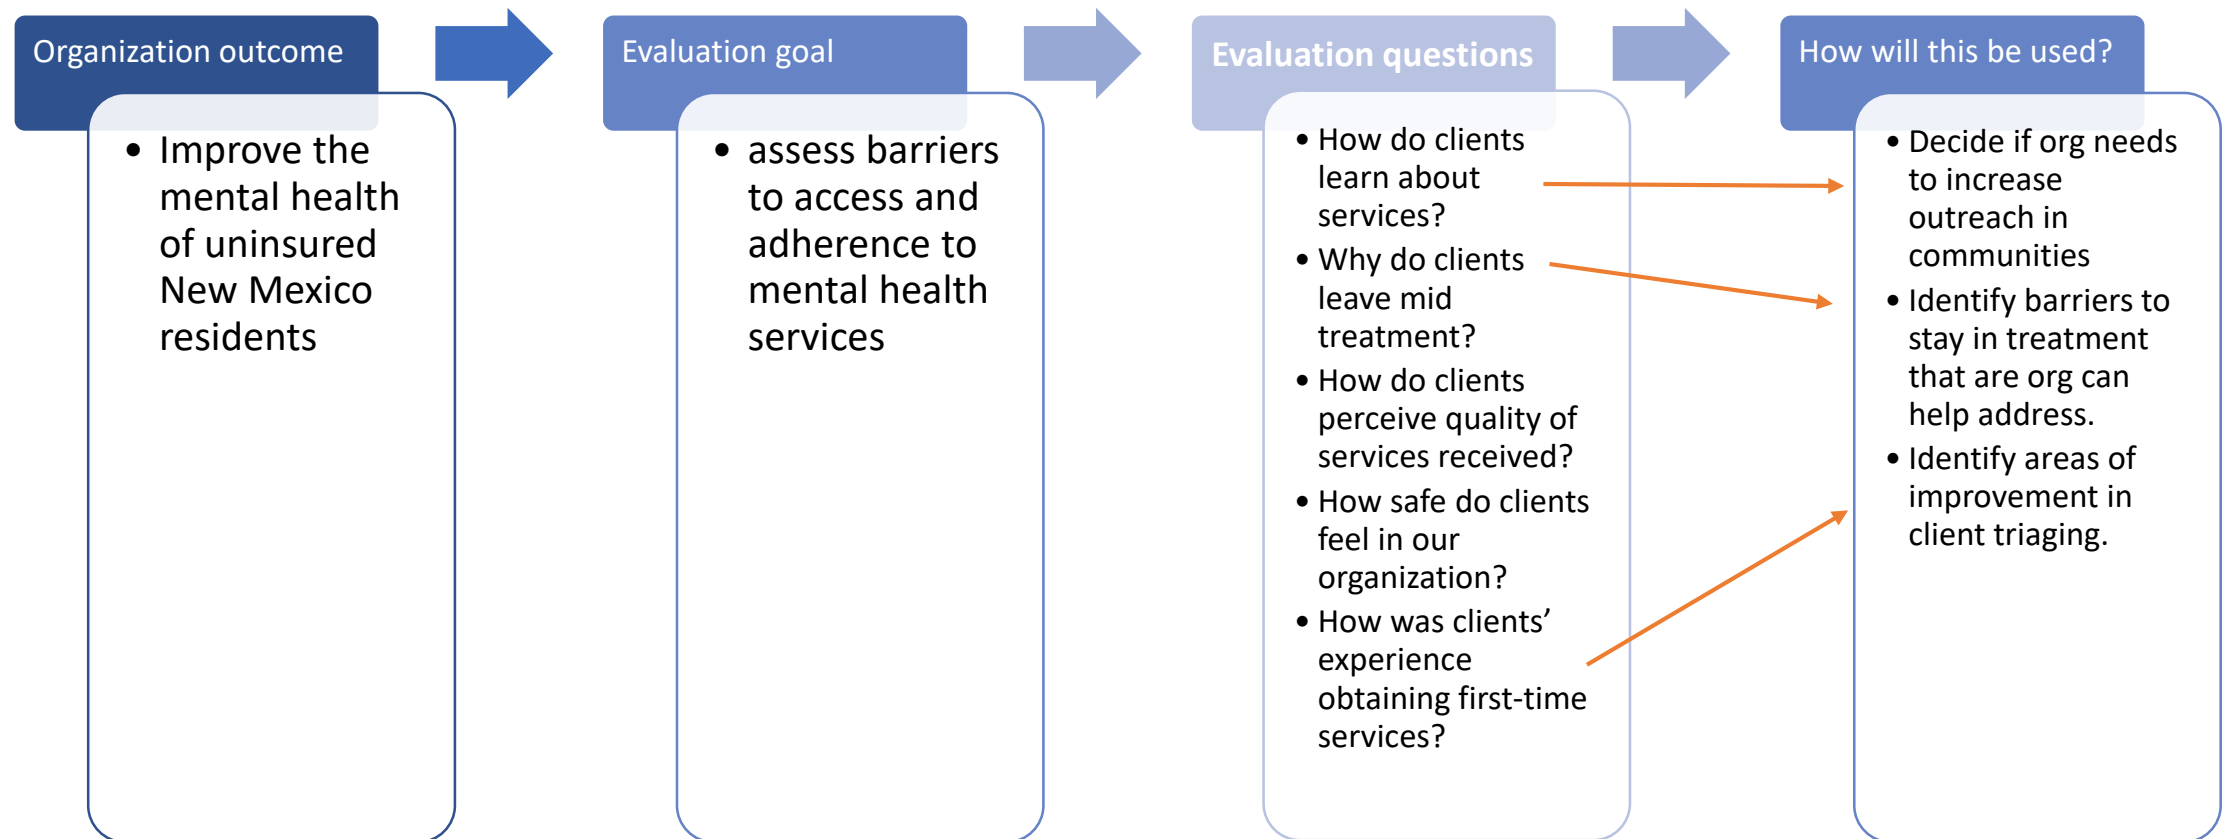 Organization outcome
• Improve the
mental health
of uninsured
New Mexico
residents
Evaluation goal
• assess barriers
to access and
adherence to
mental health
services
Evaluation questions
• How do clients
learn about
services?
• Why do clients
leave mid
treatment?
• How do clients
perceive quality of
services received?
• How safe do clients
feel in our
organization?
• How was clients’
experience
obtaining first-time
services?
How will this be used?
• Decide if org needs
to increase
outreach in
communities
• Identify barriers to
stay in treatment
that are org can
help address.
• Identify areas of
improvement in
client triaging.